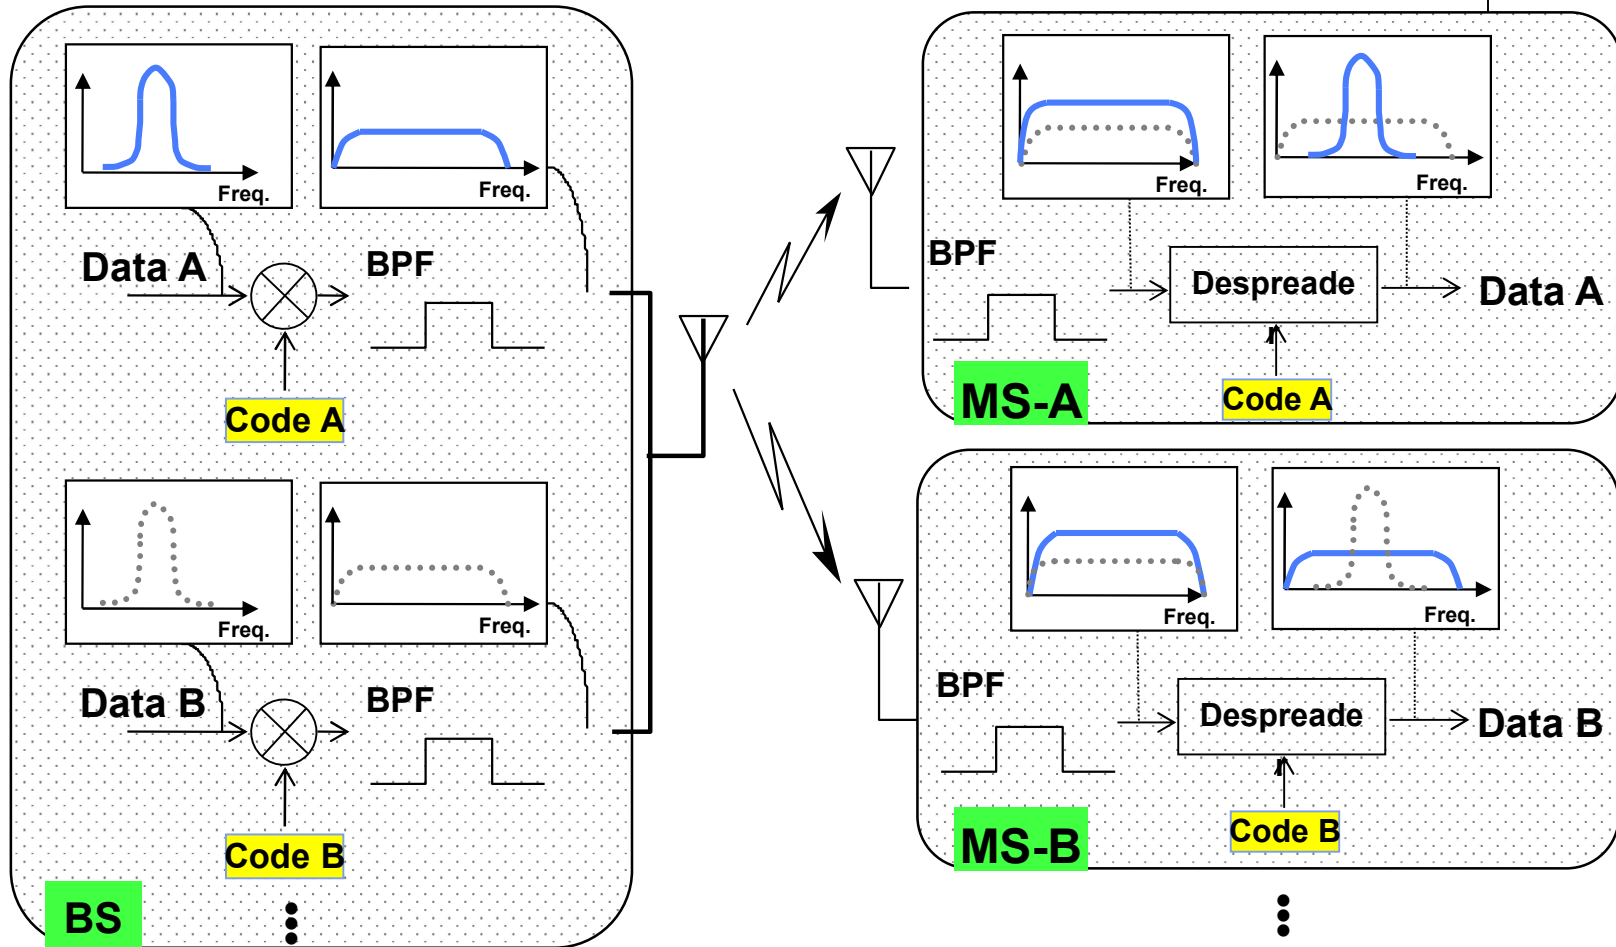 Freq.
Freq.
Data A
BPF
Code A
Freq.
Freq.
Data B
BPF
Code B
BS
Freq.
Freq.
BPF
Despreade
r
Data A
Code A
MS-A
Freq.
Freq.
BPF
Despreade
r
Data B
Code B
MS-B